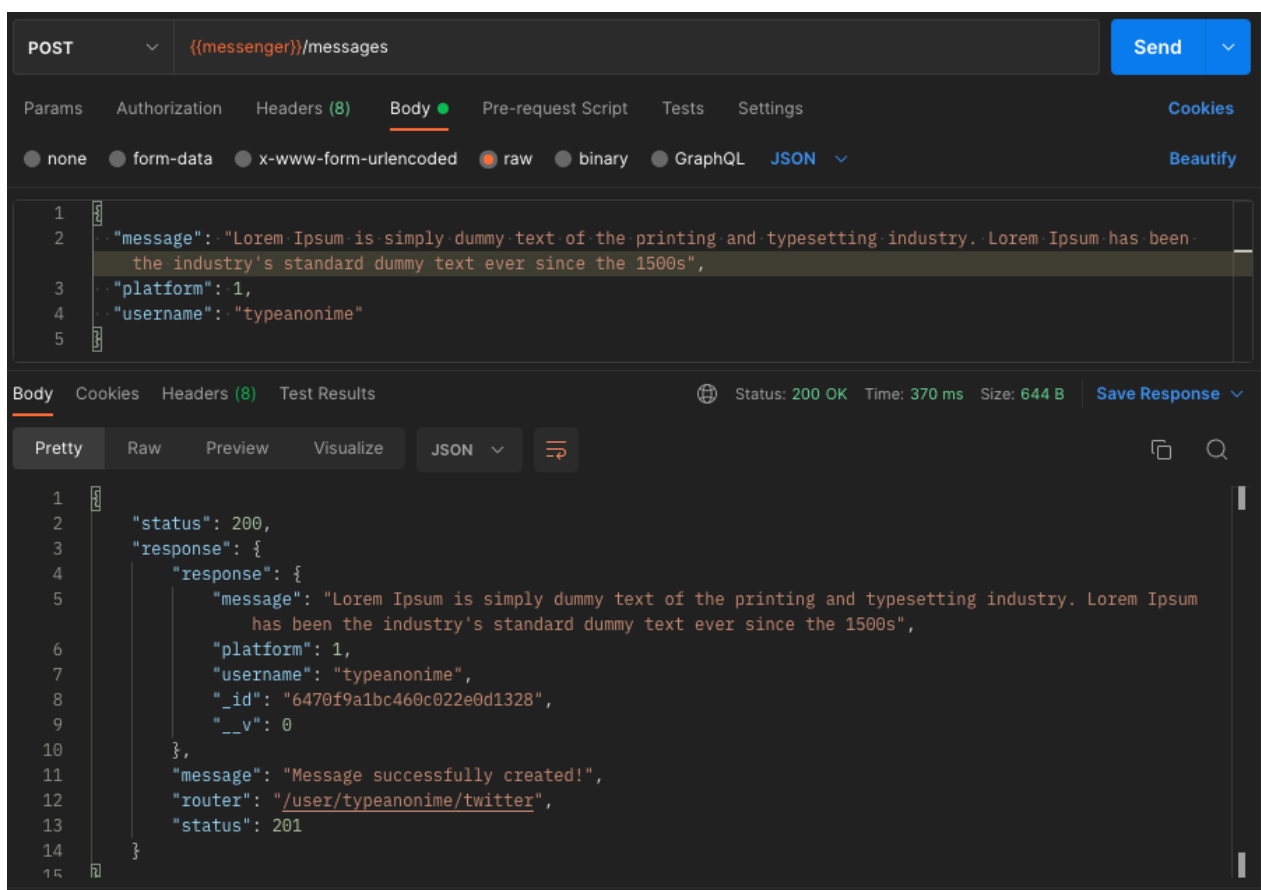 POST {{messenger}}/messages Send
Params Authorization Headers (8) Body Pre-request Script Tests Settings Cookies
none form-data x-www-form-urlencoded raw binary GraphQL JSON Beautify
1 {
2 "message": "Lorem Ipsum is simply dummy text of the printing and typesetting industry. Lorem Ipsum has been
the industry's standard dummy text ever since the 1500s",
3 "platform": 1,
4 "username": "typeanonime"
5 }
Body Cookies Headers (8) Test Results Status: 200 OK Time: 370 ms Size: 644 B Save Response
Pretty Raw Preview Visualize JSON
1 {
2 "status": 200,
3 "response": {
4 "response": {
5 "message": "Lorem Ipsum is simply dummy text of the printing and typesetting industry. Lorem Ipsum
has been the industry's standard dummy text ever since the 1500s",
6 "platform": 1,
7 "username": "typeanonime",
8 "_id": "6470f9a1bc460c022e0d1328",
9 "__v": 0
10 },
11 "message": "Message successfully created!",
12 "router": "/user/typeanonime/twitter",
13 "status": 201
14 }
15 }